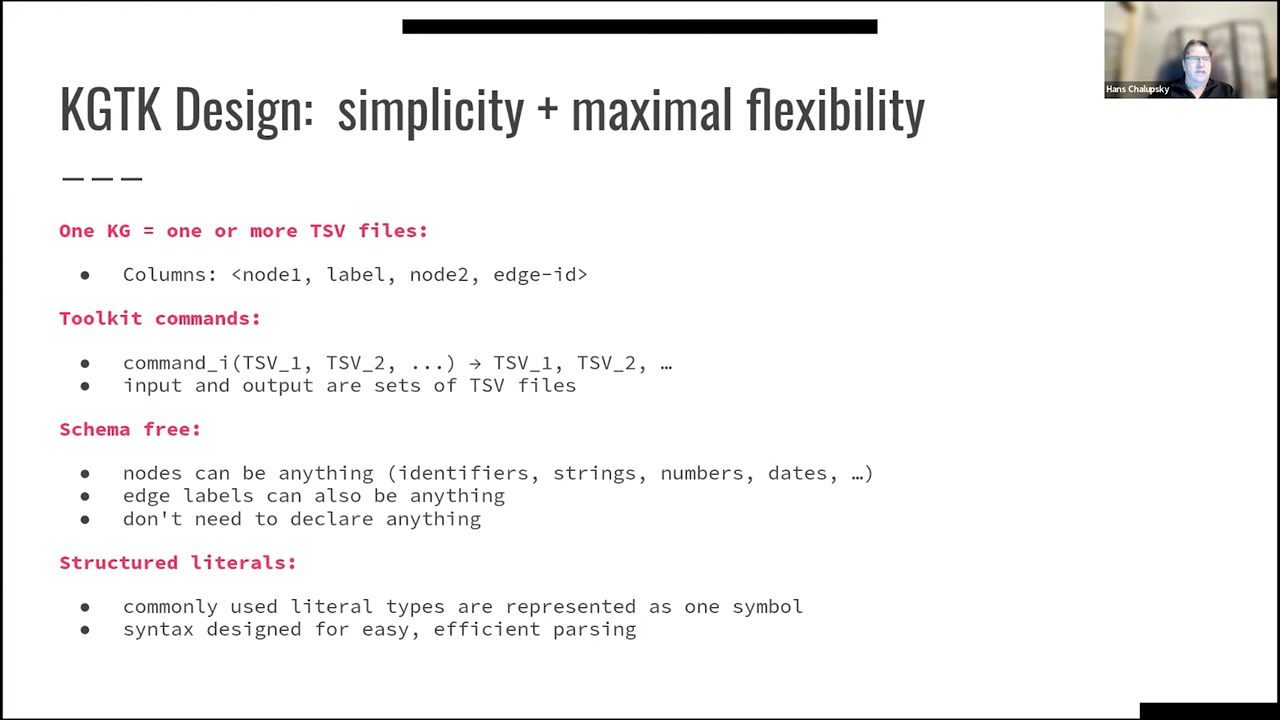 Hans Chalupsky
KGTK Design: simplicity + maximal flexibility
One KG = one or more TSV files:
● Columns: <node1, label, node2, edge-id>
Toolkit commands:
● command_i(TSV_1, TSV_2, ...) → TSV_1, TSV_2, …
● input and output are sets of TSV files
Schema free:
● nodes can be anything (identifiers, strings, numbers, dates, …)
● edge labels can also be anything
● don't need to declare anything
Structured literals:
● commonly used literal types are represented as one symbol
● syntax designed for easy, efficient parsing